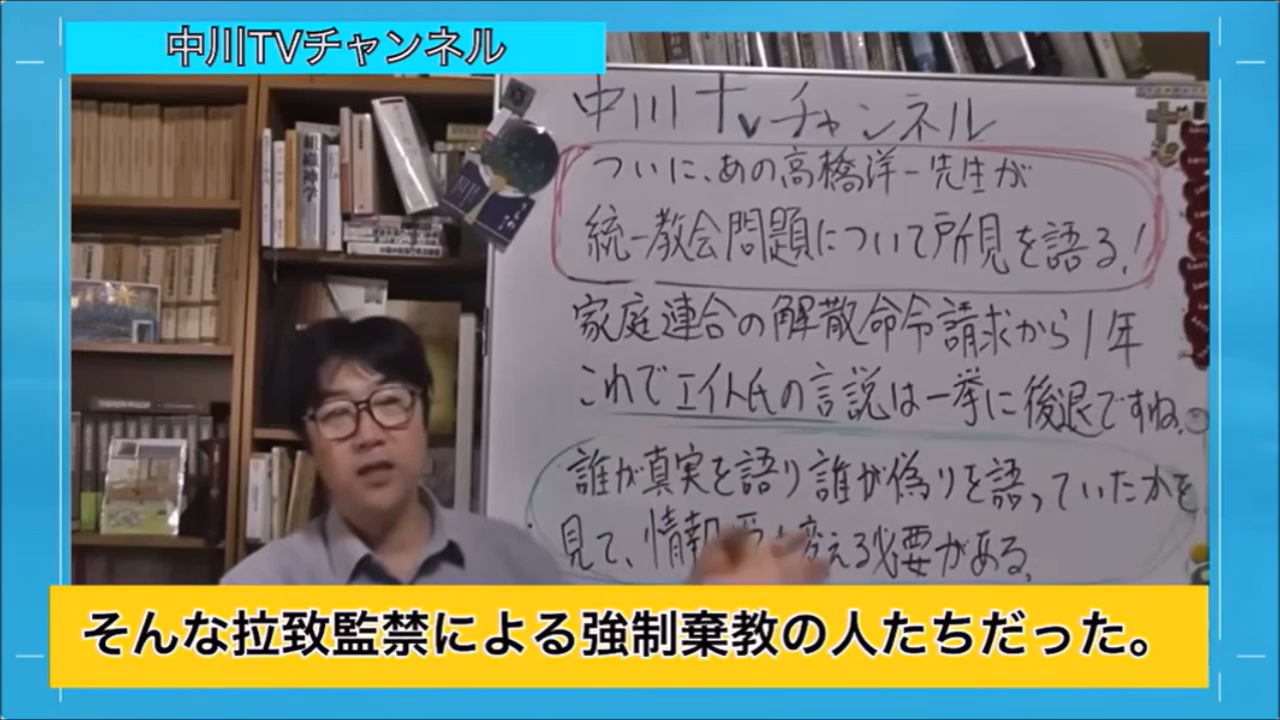 中川TVチャンネル
中川Tvチャンネル
ついに、あの高橋洋一先生が
統一教会問題について所見を語る!
家庭連合の解散命令請求から1年
これでエイト氏の言説は一挙に後退ですね。
誰が真実を語り誰が偽りを語っていたかを
見て、情報 変える必要がある。
組織神学
そんな拉致監禁による強制棄教の人たちだった。